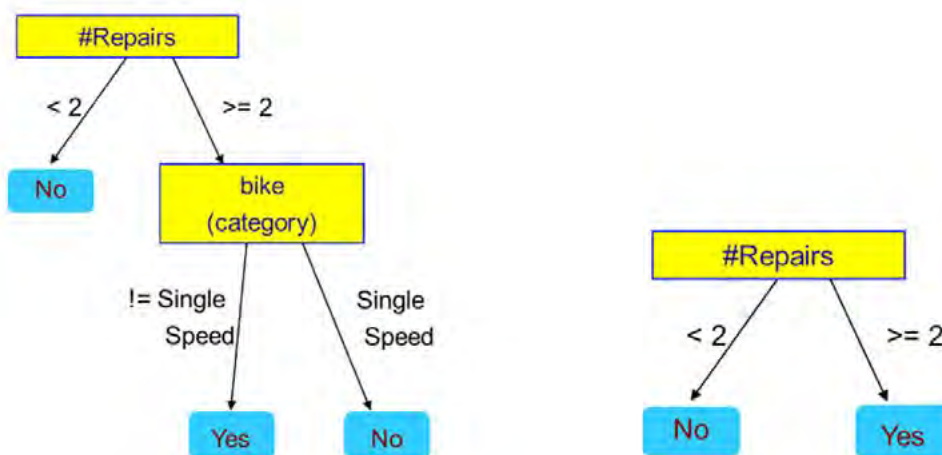 #Repairs
< 2
>= 2
No
bike
(category)
!= Single
Speed
Single
Speed
Yes
No
#Repairs
< 2
>= 2
No
Yes